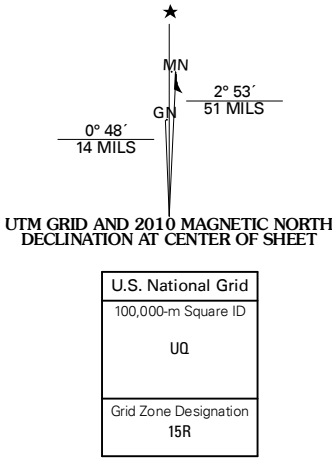 ★
MN
GN
2° 53´
51 MILS
0° 48´
14 MILS
UTM GRID AND 2010 MAGNETIC NORTH
DECLINATION AT CENTER OF SHEET
U.S. National Grid
100,000-m Square ID
UQ
Grid Zone Designation
15R